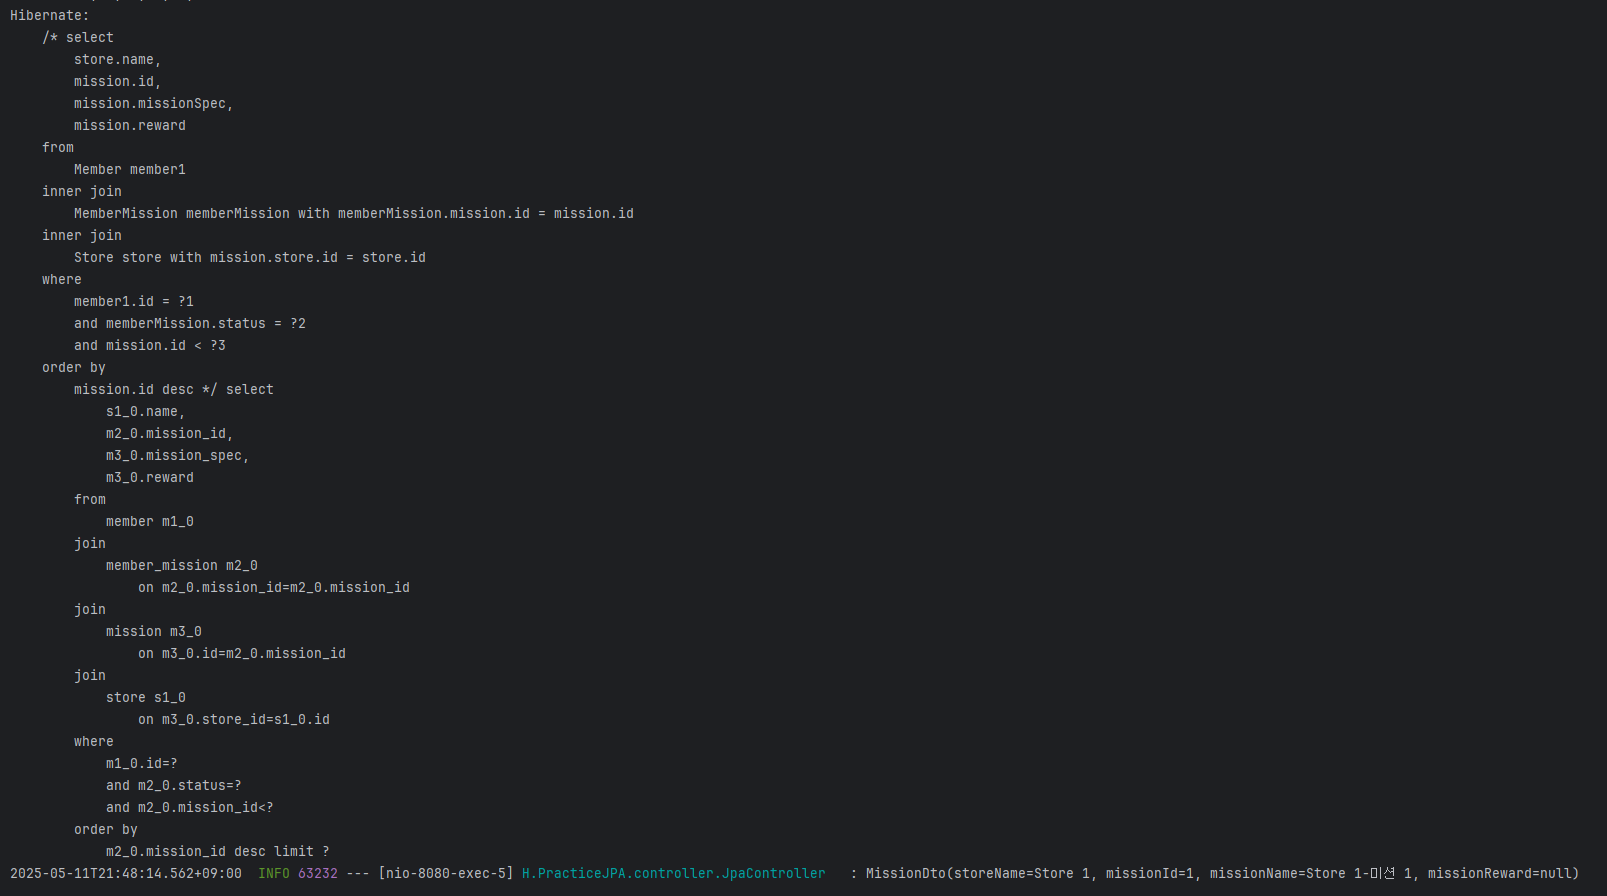 Hibernate:
    /* select
        store.name,
        mission.id,
        mission.missionSpec,
        mission.reward
    from
        Member member1
    inner join
        MemberMission memberMission with memberMission.mission.id = mission.id
    inner join
        Store store with mission.store.id = store.id
    where
        member1.id = ?1
        and memberMission.status = ?2
        and mission.id < ?3
    order by
        mission.id desc */ select
            s1_0.name,
            m2_0.mission_id,
            m3_0.mission_spec,
            m3_0.reward
        from
            member m1_0
        join
            member_mission m2_0
                on m2_0.mission_id=m2_0.mission_id
        join
            mission m3_0
                on m3_0.id=m2_0.mission_id
        join
            store s1_0
                on m3_0.store_id=s1_0.id
        where
            m1_0.id=?
            and m2_0.status=?
            and m2_0.mission_id<?
        order by
            m2_0.mission_id desc limit ?
2025-05-11T21:48:14.562+09:00  INFO 63232 --- [nio-8080-exec-5] H.PracticeJPA.controller.JpaController   : MissionDto(storeName=Store 1, missionId=1, missionName=Store 1-미션 1, missionReward=null)